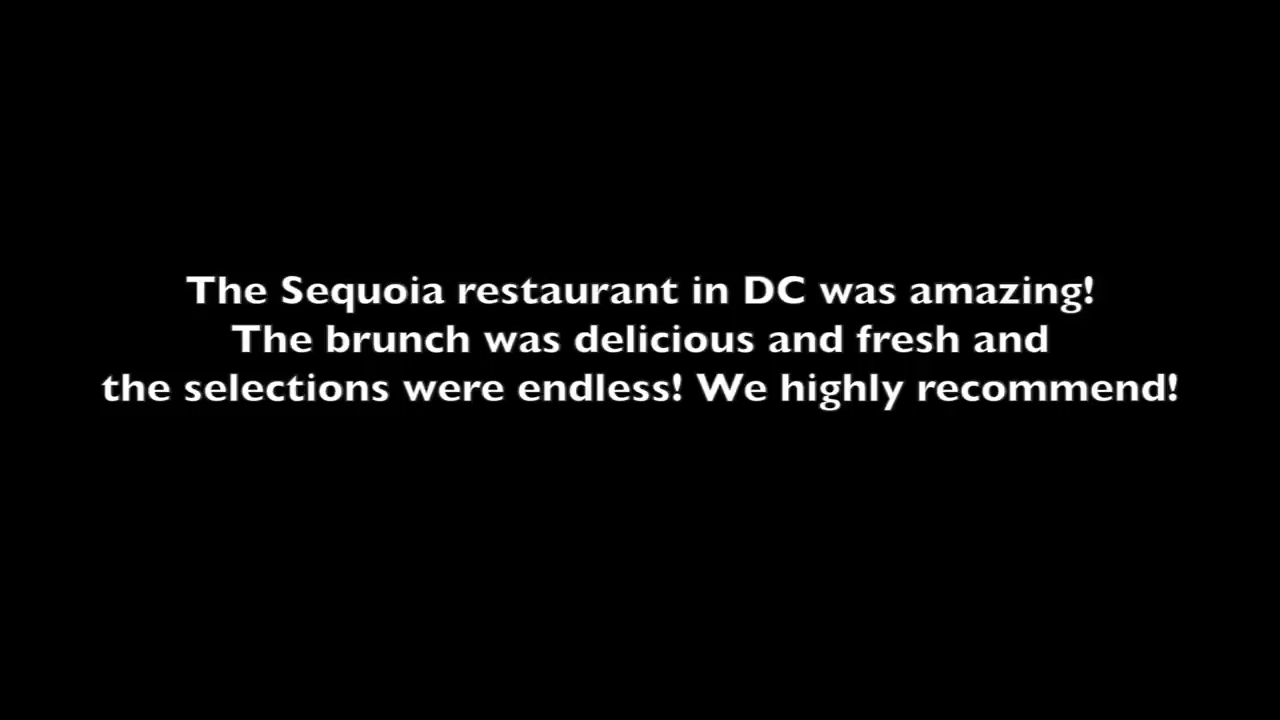 The Sequoia restaurant in DC was amazing!
The brunch was delicious and fresh and
the selections were endless! We highly recommend!